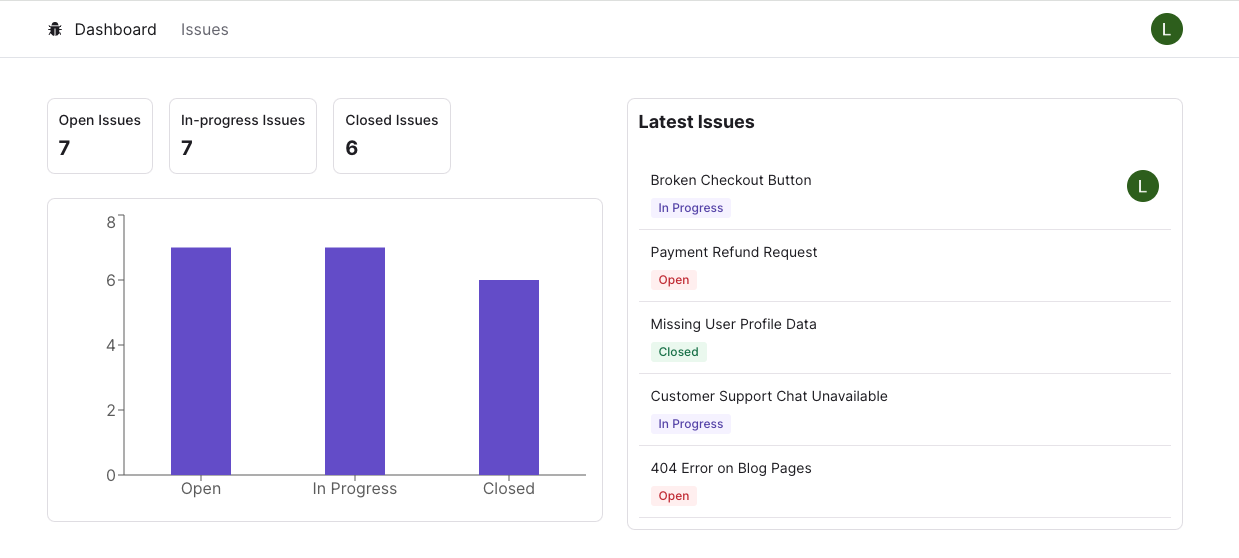 Dashboard Issues L
Open Issues
7
In-progress Issues
7
Closed Issues
6
8
6
4
2
0
Open In Progress Closed
Latest Issues
Broken Checkout Button
In Progress
L
Payment Refund Request
Open
Missing User Profile Data
Closed
Customer Support Chat Unavailable
In Progress
404 Error on Blog Pages
Open